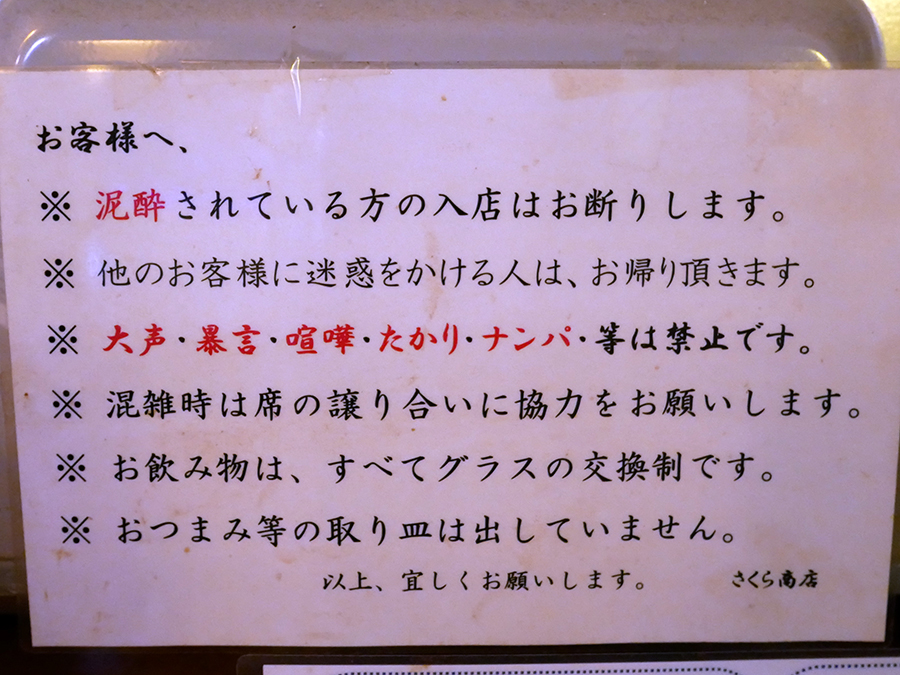 お客様へ、
※ 泥酔されている方の入店はお断りします。
※ 他のお客様に迷惑をかける人は、お帰り頂きます。
※ 大声・暴言・喧嘩・たかり・ナンパ・等は禁止です。
※ 混雑時は席の譲り合いに協力をお願いします。
※ お飲み物は、すべてグラスの交換制です。
※ おつまみ等の取り皿は出していません。
以上、宜しくお願いします。 さくら商店